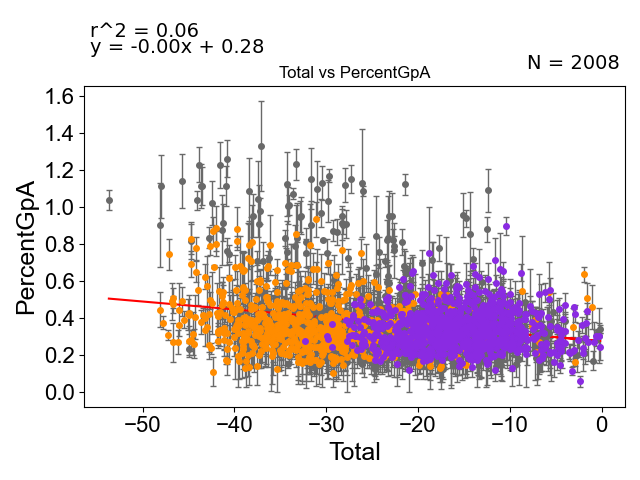 r^2 = 0.06
y = -0.00x + 0.28
N = 2008
Total vs PercentGpA
1.6
1.4
1.2
1.0
0.8
0.6
0.4
0.2
0.0
PercentGpA
−50
−40
−30
−20
−10
0
Total